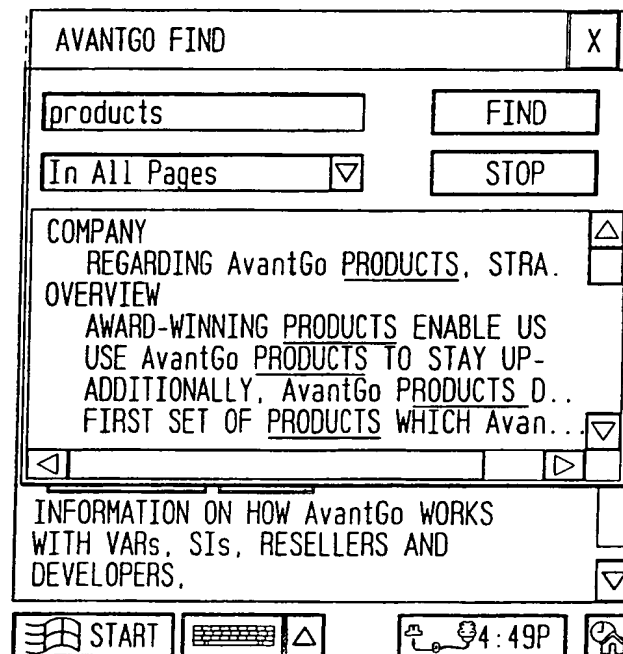 AVANTGO FIND X
products FIND
In All Pages STOP
COMPANY
REGARDING AvantGo PRODUCTS, STRA.
OVERVIEW
AWARD-WINNING PRODUCTS ENABLE US
USE AvantGo PRODUCTS TO STAY UP-
ADDITIONALLY, AvantGo PRODUCTS D..
FIRST SET OF PRODUCTS WHICH Avan...
INFORMATION ON HOW AvantGo WORKS
WITH VARs, SIs, RESELLERS AND
DEVELOPERS,
START 4:49P